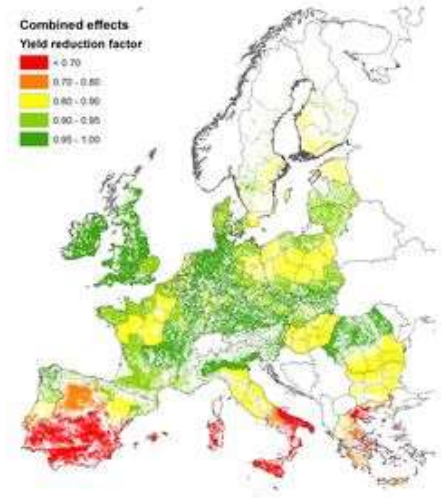 Combined effects
Yield reduction factor
< 0.70
0.70 - 0.80
0.80 - 0.90
0.90 - 0.95
0.95 - 1.00